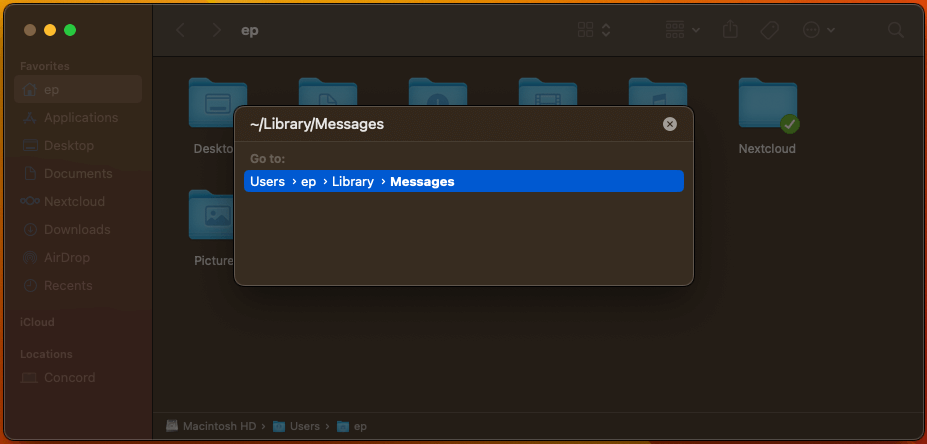 ep
Favorites
ep
Applications
Desktop
Documents
Nextcloud
Downloads
AirDrop
Recents
iCloud
Locations
Concord
~/Library/Messages
Go to:
Users › ep › Library › Messages
Deskto
Nextcloud
Picture
Macintosh HD › Users › ep